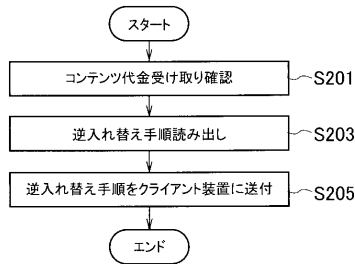 スタート
コンテンツ代金受け取り確認 S201
逆入れ替え手順読み出し S203
逆入れ替え手順をクライアント装置に送付 S205
エンド